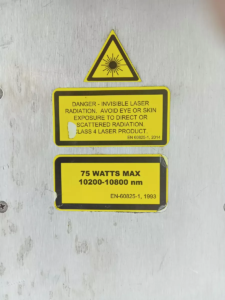 DANGER - INVISIBLE LASER
RADIATION. AVOID EYE OR SKIN
EXPOSURE TO DIRECT OR
SCATTERED RADIATION
CLASS 4 LASER PRODUCT.
75 WATTS MAX
10200-10800 nm
EN-60825-1, 1993